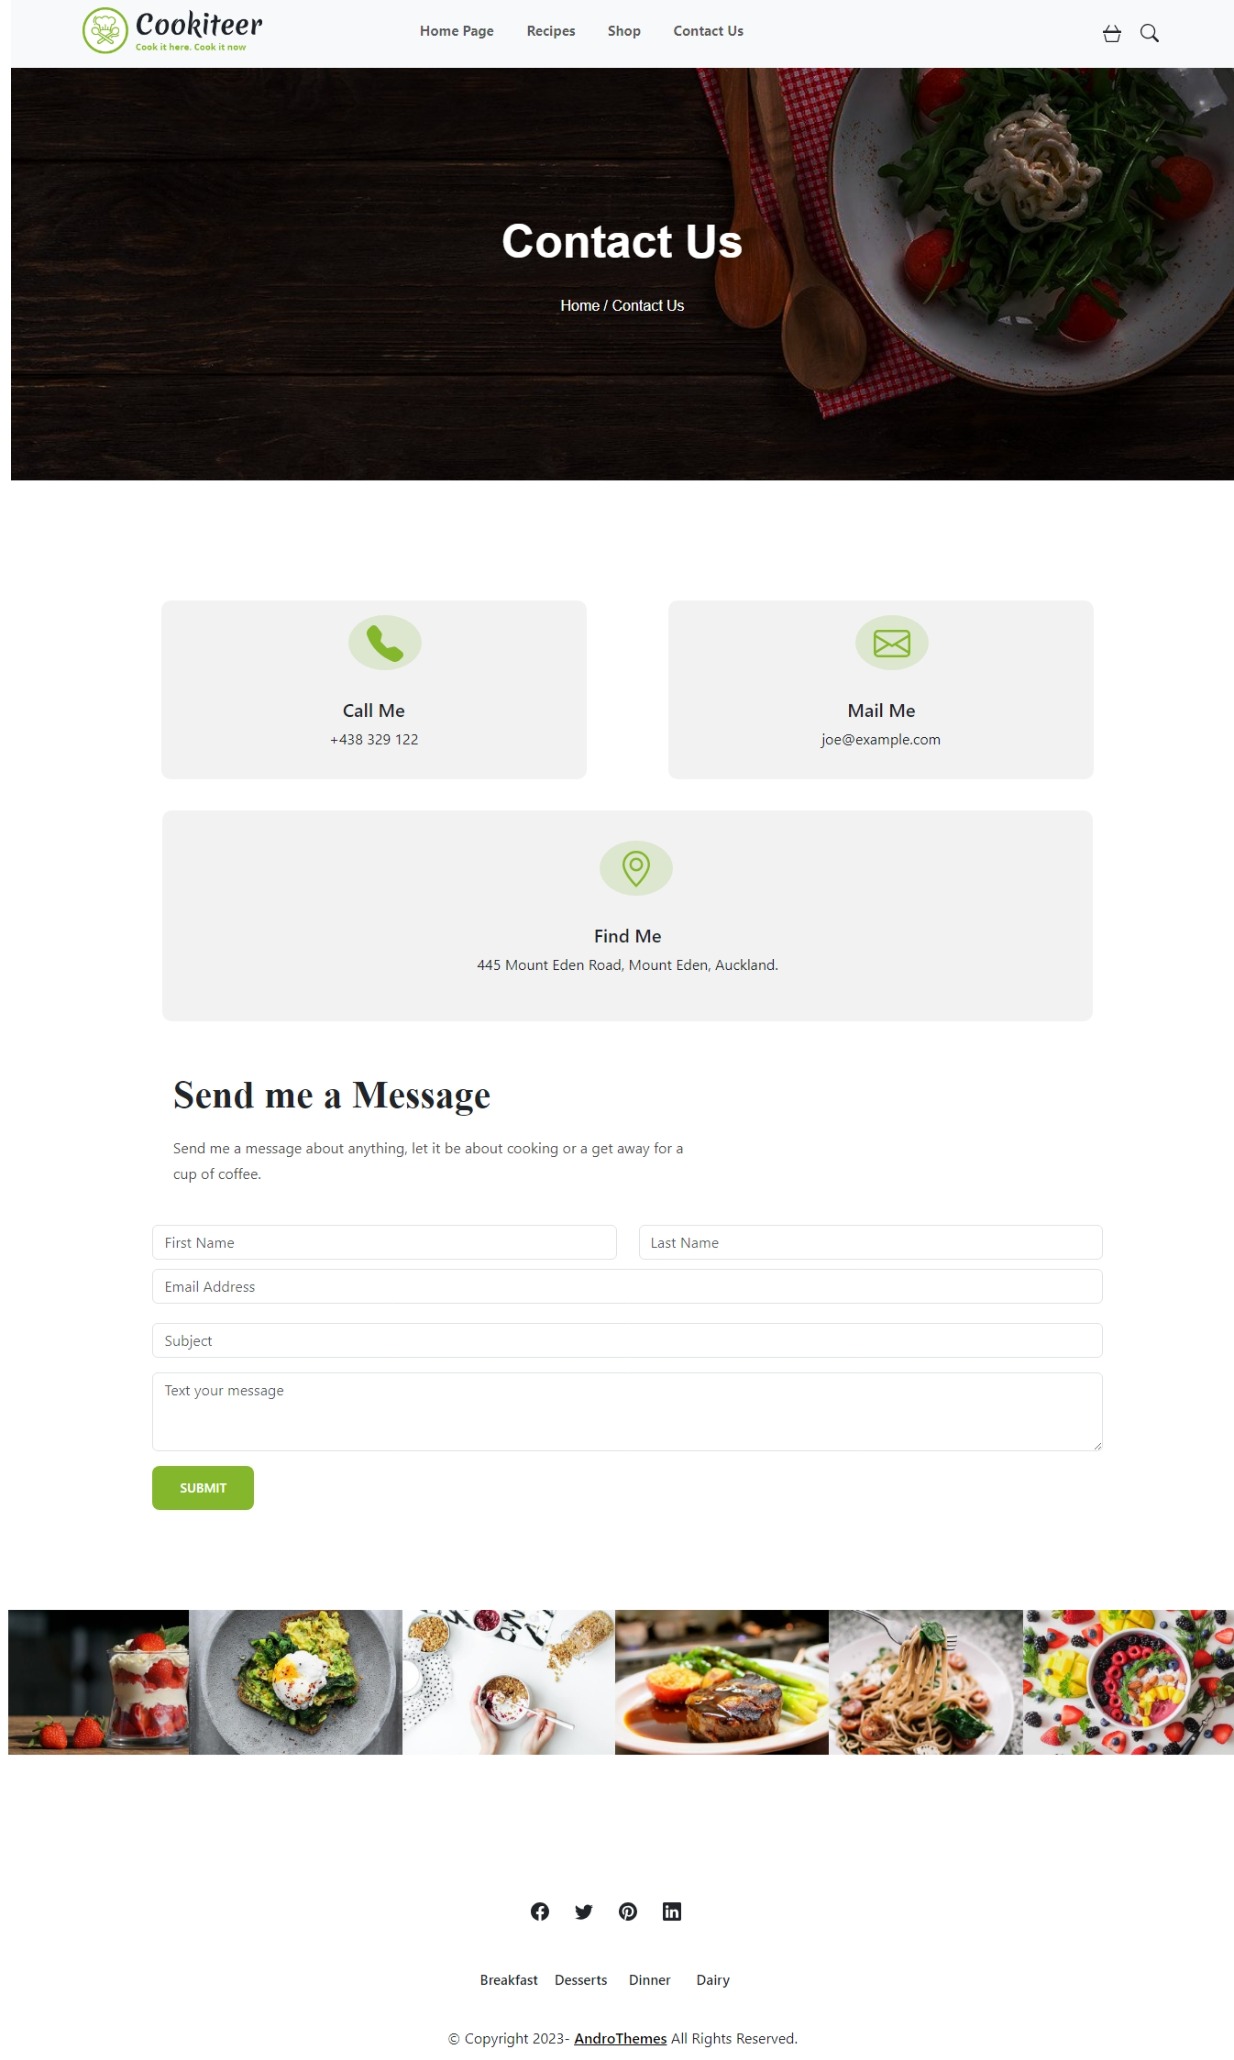 Cookiteer
Cook it here. Cook it now
Home Page Recipes Shop Contact Us
Contact Us
Home / Contact Us
Call Me
+438 329 122
Mail Me
joe@example.com
Find Me
445 Mount Eden Road, Mount Eden, Auckland.
Send me a Message
Send me a message about anything, let it be about cooking or a get away for a
cup of coffee.
First Name
Last Name
Email Address
Subject
Text your message
SUBMIT
Breakfast Desserts Dinner Dairy
© Copyright 2023- AndroThemes All Rights Reserved.